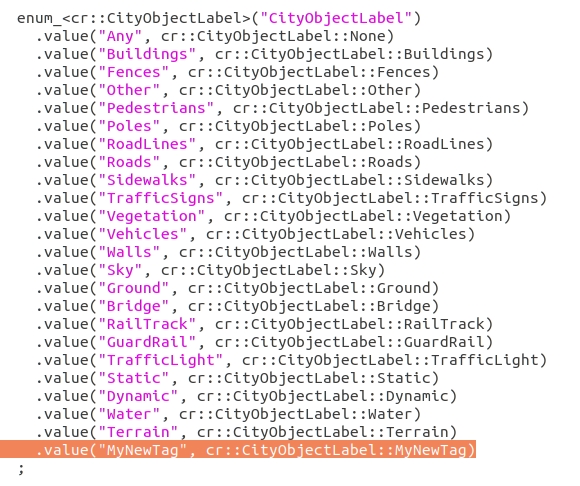 enum_<cr::CityObjectLabel>("CityObjectLabel")
.value("Any", cr::CityObjectLabel::None)
.value("Buildings", cr::CityObjectLabel::Buildings)
.value("Fences", cr::CityObjectLabel::Fences)
.value("Other", cr::CityObjectLabel::Other)
.value("Pedestrians", cr::CityObjectLabel::Pedestrians)
.value("Poles", cr::CityObjectLabel::Poles)
.value("RoadLines", cr::CityObjectLabel::RoadLines)
.value("Roads", cr::CityObjectLabel::Roads)
.value("Sidewalks", cr::CityObjectLabel::Sidewalks)
.value("TrafficSigns", cr::CityObjectLabel::TrafficSigns)
.value("Vegetation", cr::CityObjectLabel::Vegetation)
.value("Vehicles", cr::CityObjectLabel::Vehicles)
.value("Walls", cr::CityObjectLabel::Walls)
.value("Sky", cr::CityObjectLabel::Sky)
.value("Ground", cr::CityObjectLabel::Ground)
.value("Bridge", cr::CityObjectLabel::Bridge)
.value("RailTrack", cr::CityObjectLabel::RailTrack)
.value("GuardRail", cr::CityObjectLabel::GuardRail)
.value("TrafficLight", cr::CityObjectLabel::TrafficLight)
.value("Static", cr::CityObjectLabel::Static)
.value("Dynamic", cr::CityObjectLabel::Dynamic)
.value("Water", cr::CityObjectLabel::Water)
.value("Terrain", cr::CityObjectLabel::Terrain)
.value("MyNewTag", cr::CityObjectLabel::MyNewTag)
;